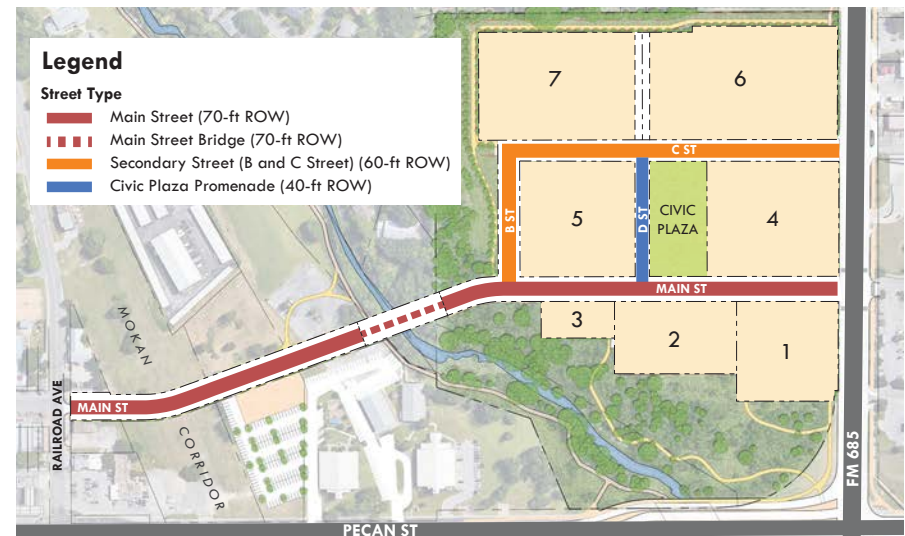 Legend
Street Type
Main Street (70-ft ROW)
Main Street Bridge (70-ft ROW)
Secondary Street (B and C Street) (60-ft ROW)
Civic Plaza Promenade (40-ft ROW)
7
6
C ST
B ST
5
D ST
CIVIC
PLAZA
4
MAIN ST
3
2
1
MOKAN
CORRIDOR
RAILROAD AVE
MAIN ST
FM 685
PECAN ST